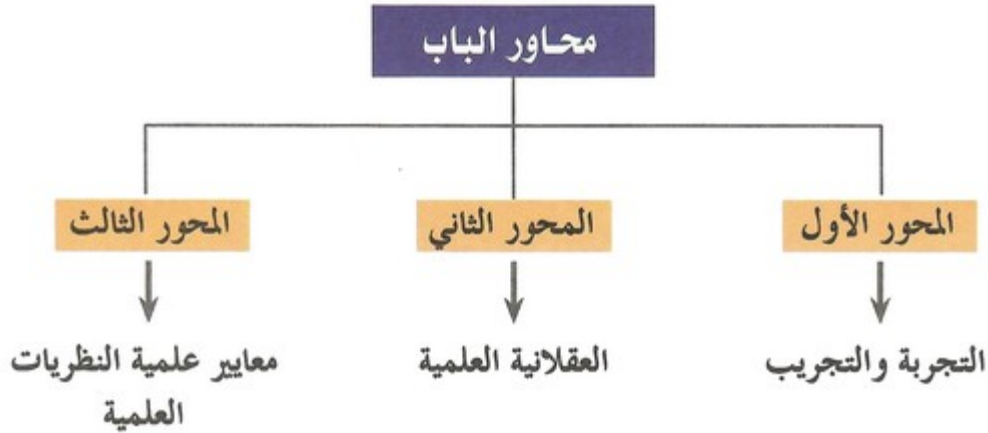 محاور الباب
المحور الأول
المحور الثاني
المحور الثالث
التجربة والتجريب
العقلانية العلمية
معايير علمية النظريات
العلمية